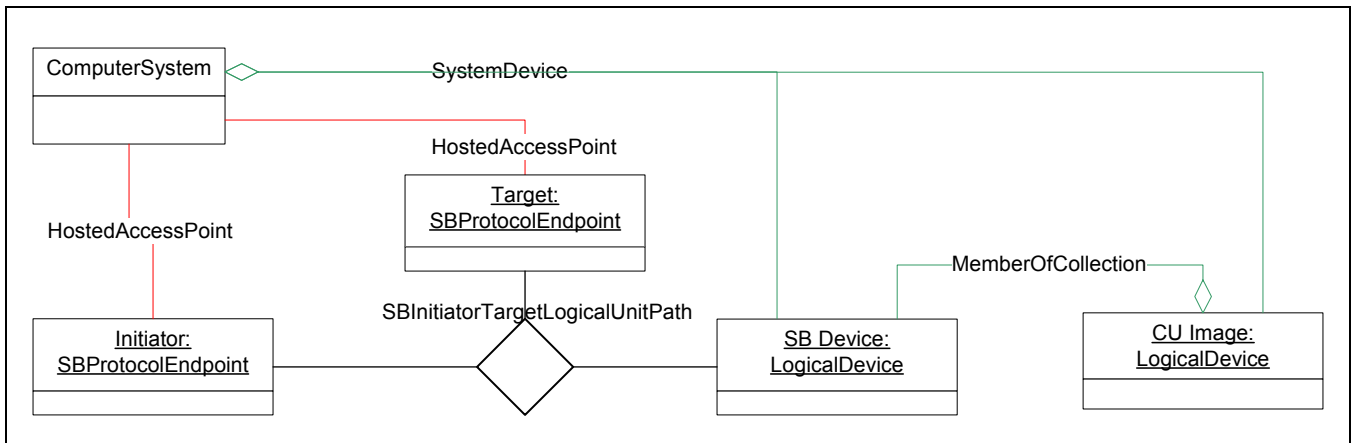 ComputerSystem
SystemDevice
HostedAccessPoint
Target:
SBProtocolEndpoint
HostedAccessPoint
MemberOfCollection
SBInitiatorTargetLogicalUnitPath
Initiator:
SBProtocolEndpoint
SB Device:
LogicalDevice
CU Image:
LogicalDevice